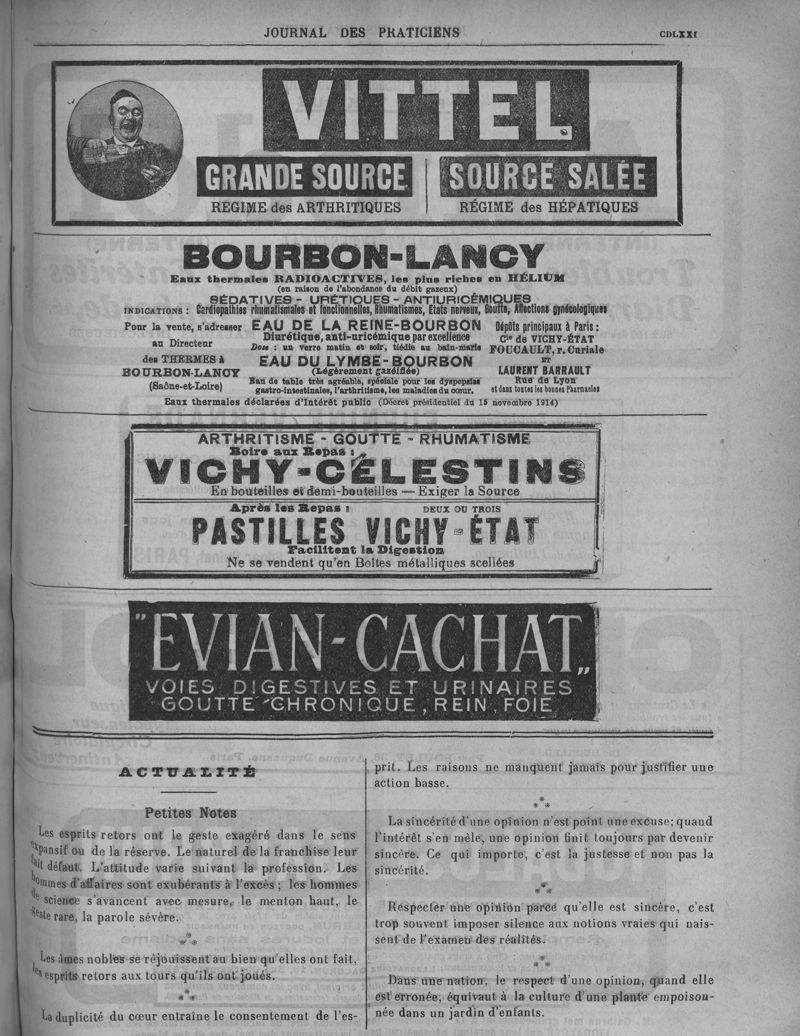 JOURNAL DES PRATICIENS
CDLXXI
VITTEL
GRANDE SOURCE
RÉGIME des ARTHRITIQUES
SOURCE SALÉE
RÉGIME des HÉPATIQUES
BOURBON-LANCY
Eaux thermales RADIOACTIVES, les plus riches en HÉLIUM
(en raison de l'abondance du débit gazeux)
SÉDATIVES - URÉTIQUES - ANTIURICÉMIQUES
INDICATIONS : Cardiopathies rhumatismales et fonctionnelles, Rhumatismes, Etats nerveux, Goutte, Affections gynécologiques
Pour la vente, s'adresser
au Directeur
des THERMES à
BOURBON-LANCY
(Saône-et-Loire)
EAU DE LA REINE-BOURBON
Diurétique, anti-uricémique par excellence
Dose : un verre matin et soir, tiédie au bain-marie
EAU DU LYMBE-BOURBON
(Légèrement gazéifiée)
Eau de table très agréable, spéciale pour les dyspepsies
gastro-intestinales, l'arthritisme, les maladies du cœur.
Dépôts principaux à Paris :
Cie de VICHY-ÉTAT
FOUCAULT, r. Curiale
ET
LAURENT BARRAULT
Rue de Lyon
et dans toutes les bonnes Pharmacies
Eaux thermales déclarées d'Intérêt public (Décret présidentiel du 15 novembre 1914)
ARTHRITISME - GOUTTE - RHUMATISME
Boire aux Repas :
VICHY-CÉLESTINS
En bouteilles et demi-bouteilles — Exiger la Source
Après les Repas : DEUX OU TROIS
PASTILLES VICHY-ÉTAT
Facilitent la Digestion
Ne se vendent qu'en Boîtes métalliques scellées
"EVIAN-CACHAT"
VOIES DIGESTIVES ET URINAIRES
GOUTTE CHRONIQUE, REIN, FOIE
ACTUALITÉ
Petites Notes
Les esprits retors ont le geste exagéré dans le sens
expansif ou de la réserve. Le naturel de la franchise leur
fait défaut. L'attitude varie suivant la profession. Les
hommes d'affaires sont exubérants à l'excès ; les hommes
de science s'avancent avec mesure, le menton haut, le
geste rare, la parole sévère.
* * *
Les âmes nobles se réjouissent au bien qu'elles ont fait,
les esprits retors aux tours qu'ils ont joués.
* * *
La duplicité du cœur entraîne le consentement de l'es-
prit. Les raisons ne manquent jamais pour justifier une
action basse.
* * *
La sincérité d'une opinion n'est point une excuse; quand
l'intérêt s'en mêle, une opinion finit toujours par devenir
sincère. Ce qui importe, c'est la justesse et non pas la
sincérité.
* * *
Respecter une opinion parce qu'elle est sincère, c'est
trop souvent imposer silence aux notions vraies qui nais-
sent de l'examen des réalités.
* * *
Dans une nation, le respect d'une opinion, quand elle
est erronée, équivaut à la culture d'une plante empoison-
née dans un jardin d'enfants.